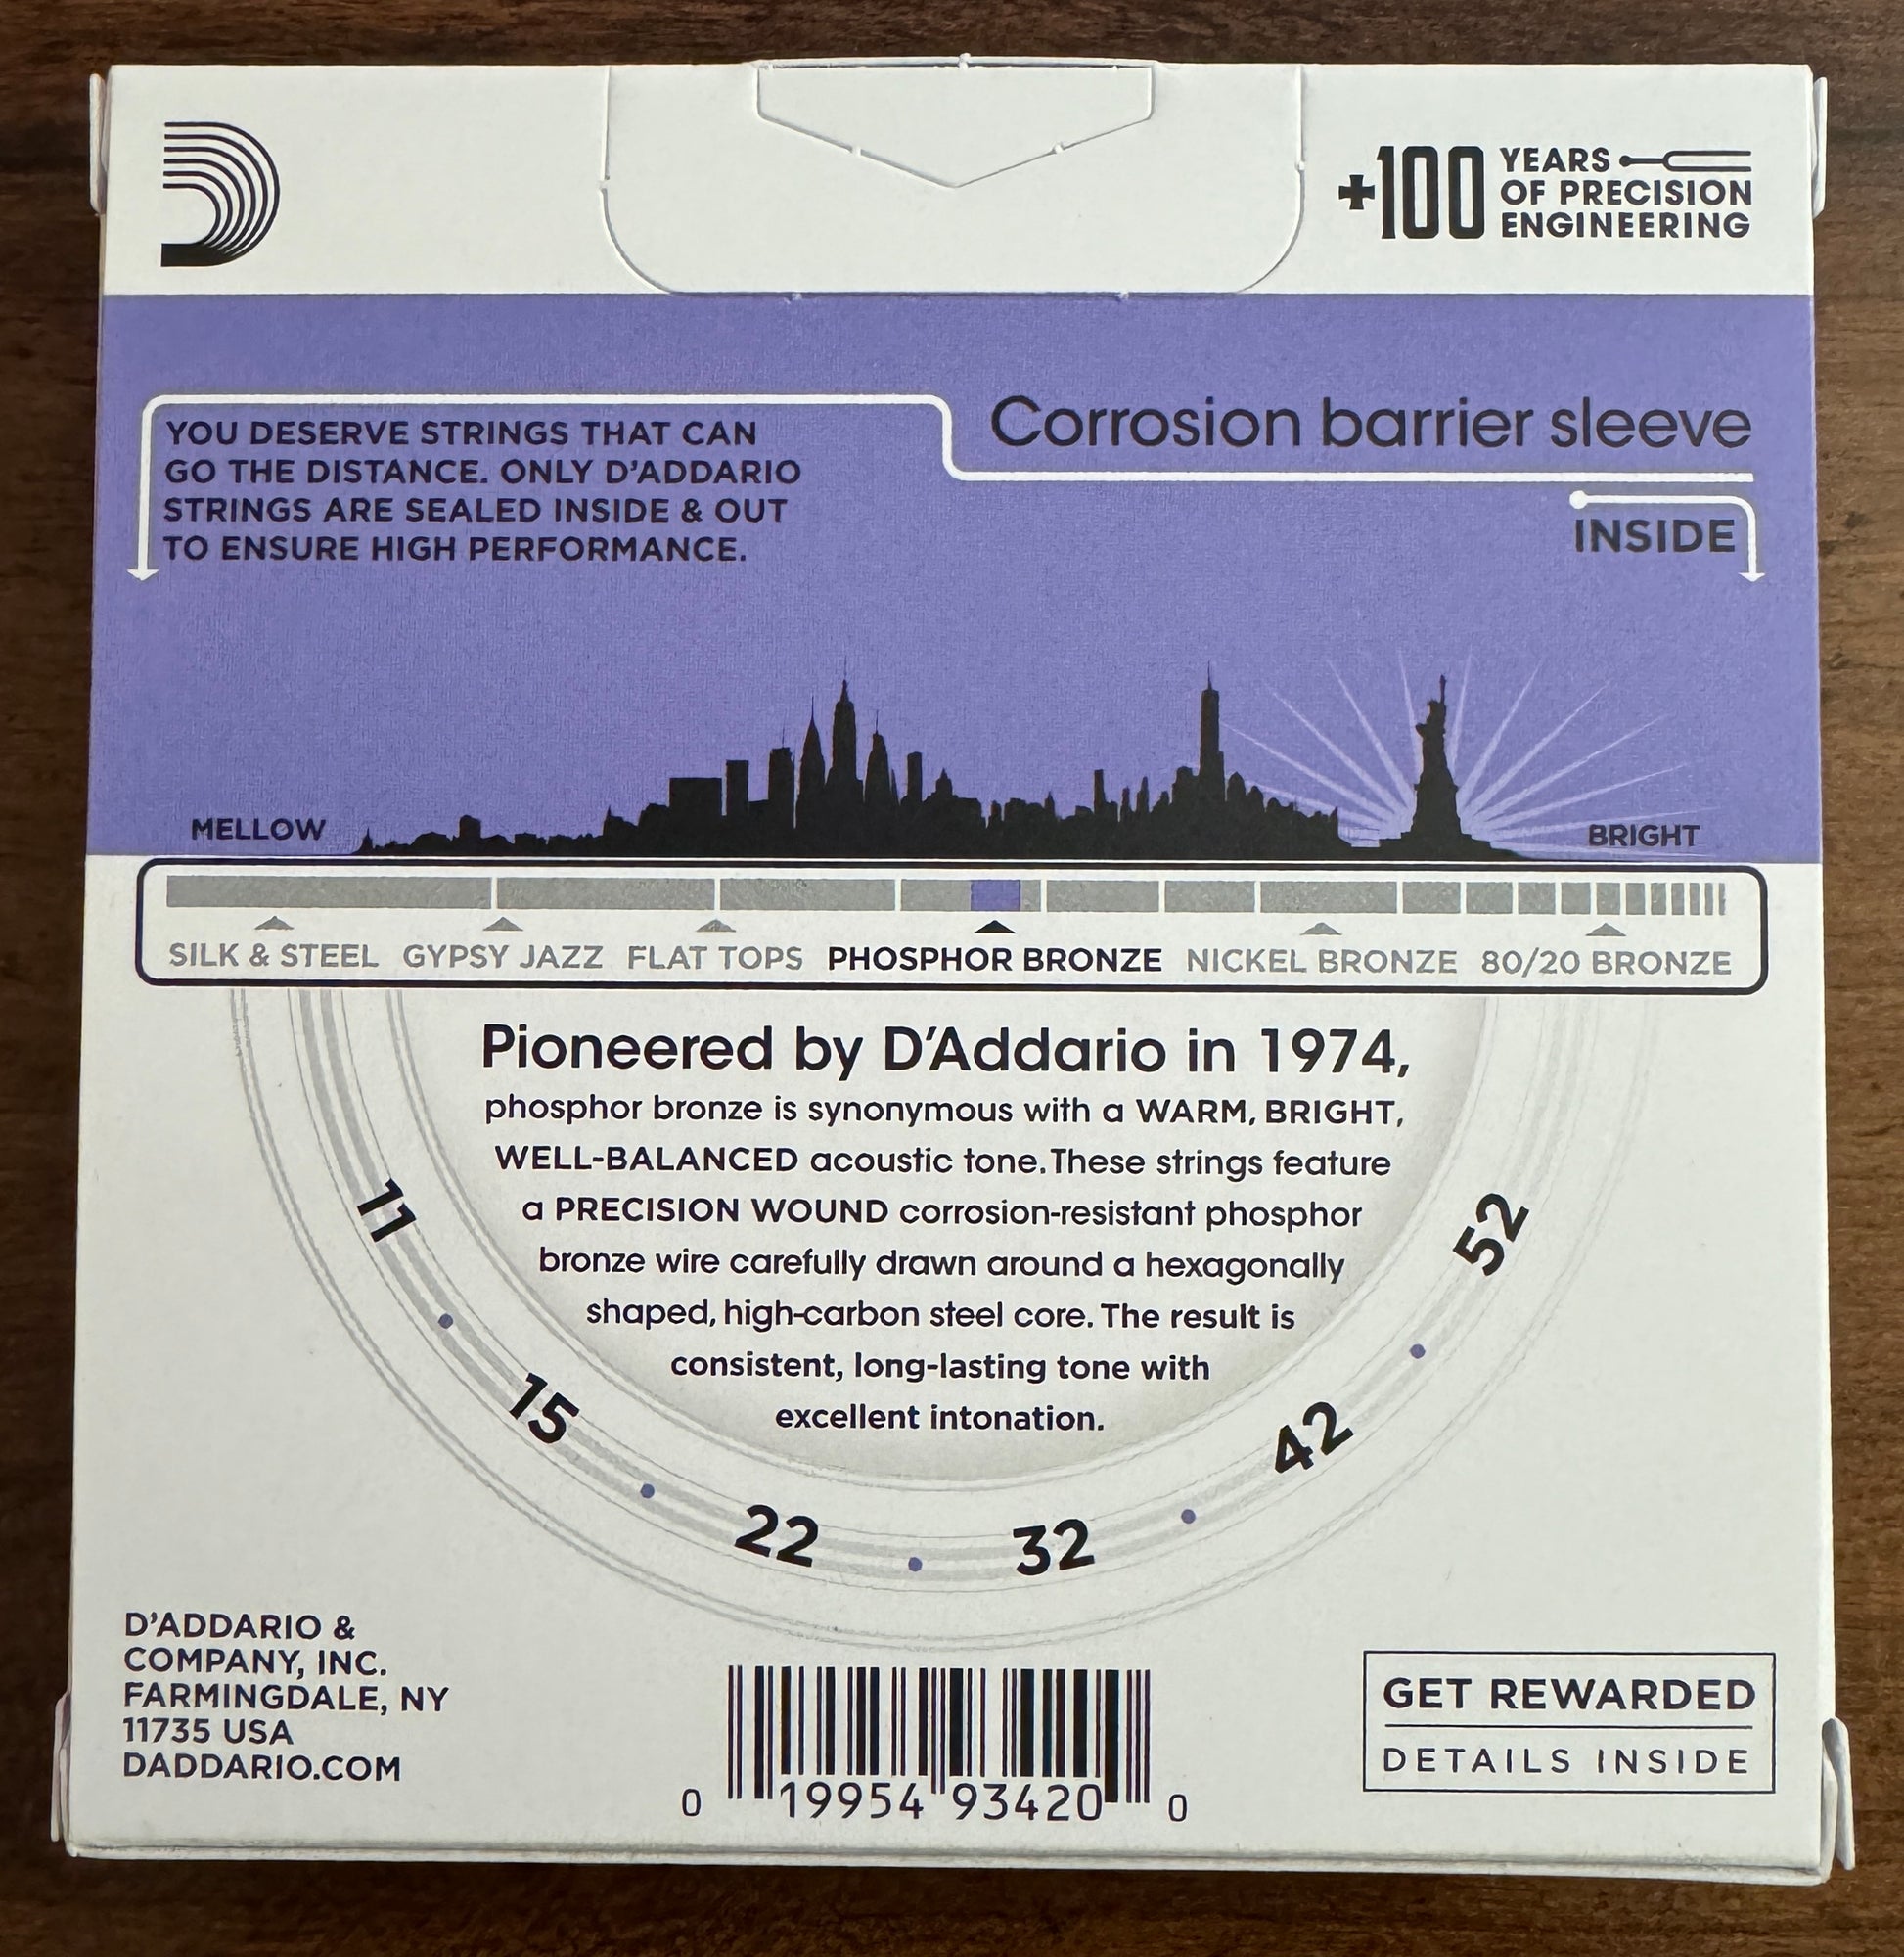 +100 YEARS
OF PRECISION
ENGINEERING
YOU DESERVE STRINGS THAT CAN
GO THE DISTANCE. ONLY D'ADDARIO
STRINGS ARE SEALED INSIDE & OUT
TO ENSURE HIGH PERFORMANCE.
Corrosion barrier sleeve
INSIDE
MELLOW
BRIGHT
SILK & STEEL GYPSY JAZZ FLAT TOPS PHOSPHOR BRONZE NICKEL BRONZE 80/20 BRONZE
Pioneered by D'Addario in 1974,
phosphor bronze is synonymous with a WARM, BRIGHT,
WELL-BALANCED acoustic tone. These strings feature
a PRECISION WOUND corrosion-resistant phosphor
bronze wire carefully drawn around a hexagonally
shaped, high-carbon steel core. The result is
consistent, long-lasting tone with
excellent intonation.
11 • 15 • 22 • 32 • 42 • 52
D'ADDARIO &
COMPANY, INC.
FARMINGDALE, NY
11735 USA
DADDARIO.COM
0 19954 93420 0
GET REWARDED
DETAILS INSIDE